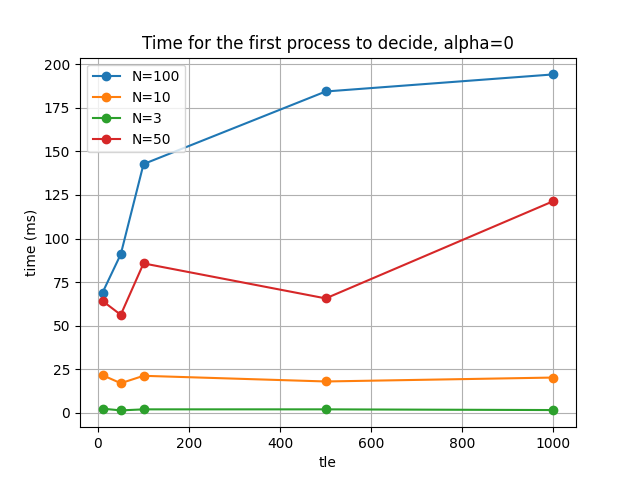 Time for the first process to decide, alpha=0
200
175
150
125
100
75
50
25
0
time (ms)
N=100
N=10
N=3
N=50
0 200 400 600 800 1000
tle